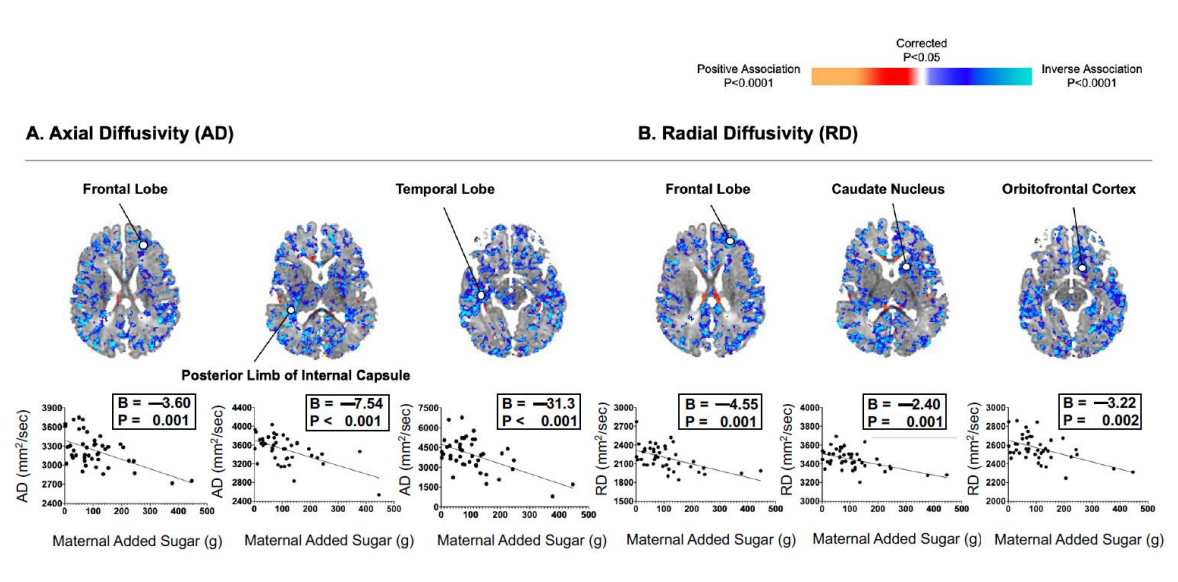 Corrected
P<0.05
Positive Association
P<0.0001
Inverse Association
P<0.0001
A. Axial Diffusivity (AD)
B. Radial Diffusivity (RD)
Frontal Lobe
Temporal Lobe
Frontal Lobe
Caudate Nucleus
Orbitofrontal Cortex
Posterior Limb of Internal Capsule
B = —3.60
P = 0.001
AD (mm²/sec)
3900
3600
3300
3000
2700
2400
0 100 200 300 400 500
Maternal Added Sugar (g)
B = —7.54
P < 0.001
AD (mm²/sec)
4400
4000
3600
3200
2800
2400
0 100 200 300 400 500
Maternal Added Sugar (g)
B = —31.3
P < 0.001
AD (mm²/sec)
7500
6000
4500
3000
1500
0
0 100 200 300 400 500
Maternal Added Sugar (g)
B = —4.55
P = 0.001
RD (mm²/sec)
3000
2700
2400
2100
1800
1500
0 100 200 300 400 500
Maternal Added Sugar (g)
B = —2.40
P = 0.001
RD (mm²/sec)
4000
3800
3600
3400
3200
3000
0 100 200 300 400 500
Maternal Added Sugar (g)
B = —3.22
P = 0.002
RD (mm²/sec)
3000
2800
2600
2400
2200
2000
0 100 200 300 400 500
Maternal Added Sugar (g)